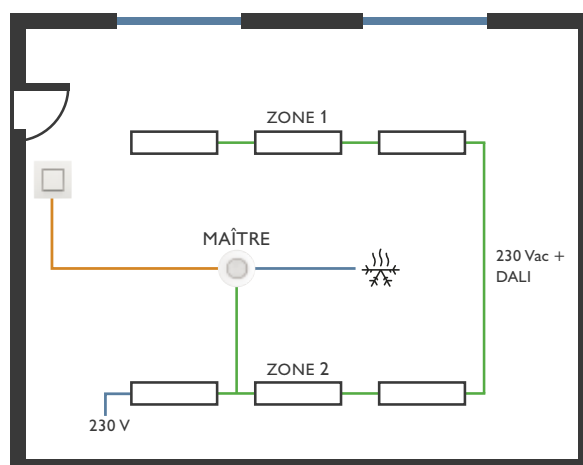 ZONE 1
MAÎTRE
230 Vac +
DALI
ZONE 2
230 V